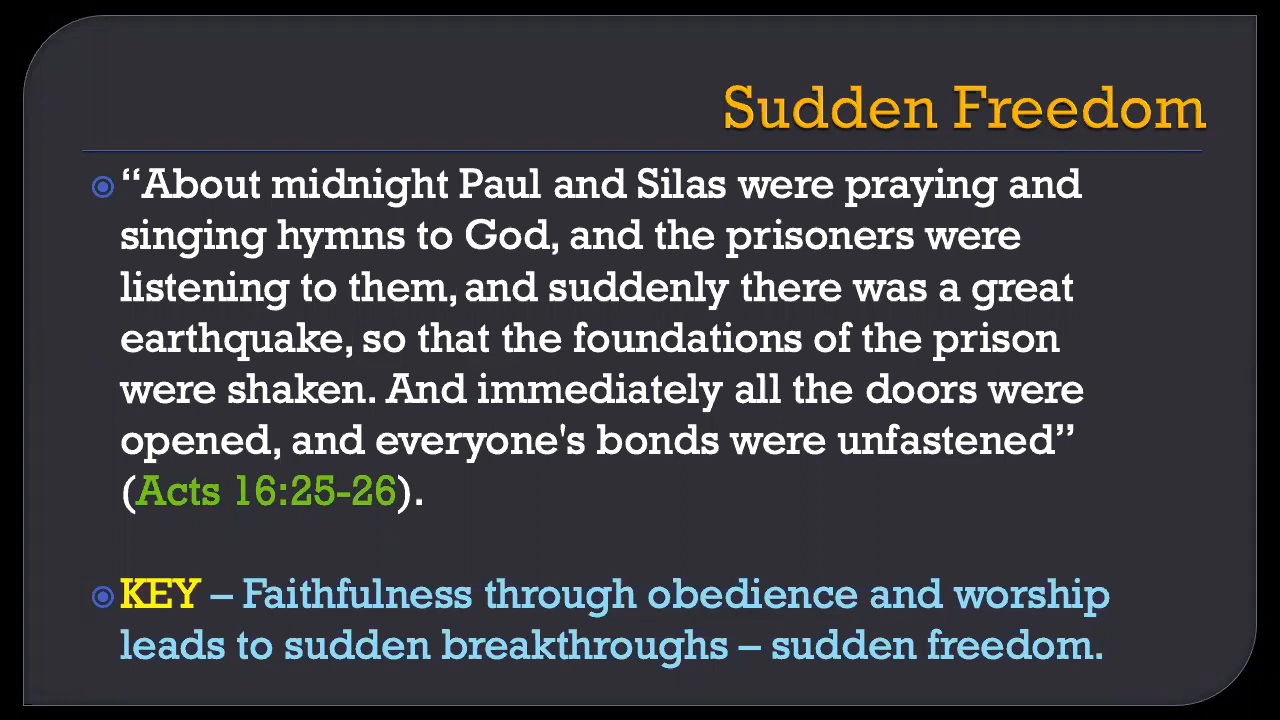 Sudden Freedom
“About midnight Paul and Silas were praying and
singing hymns to God, and the prisoners were
listening to them, and suddenly there was a great
earthquake, so that the foundations of the prison
were shaken. And immediately all the doors were
opened, and everyone's bonds were unfastened”
(Acts 16:25-26).
KEY – Faithfulness through obedience and worship
leads to sudden breakthroughs – sudden freedom.